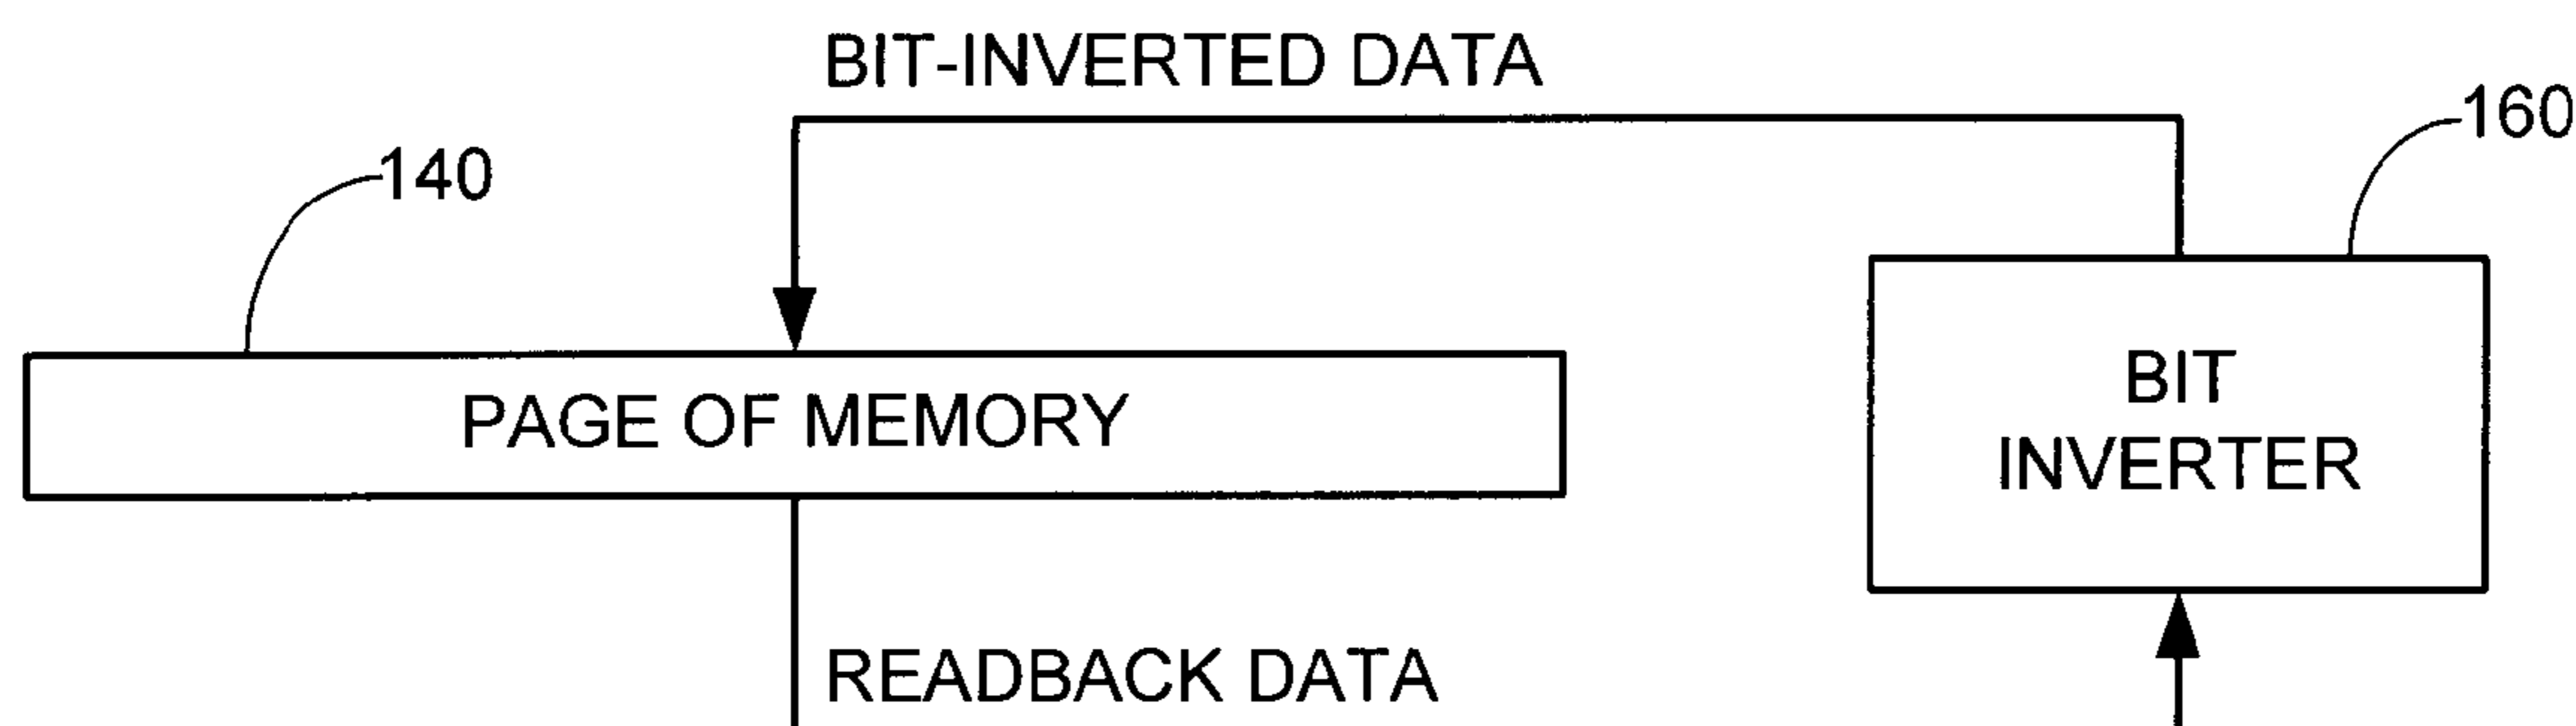 BIT-INVERTED DATA
160
140
PAGE OF MEMORY
BIT
INVERTER
READBACK DATA